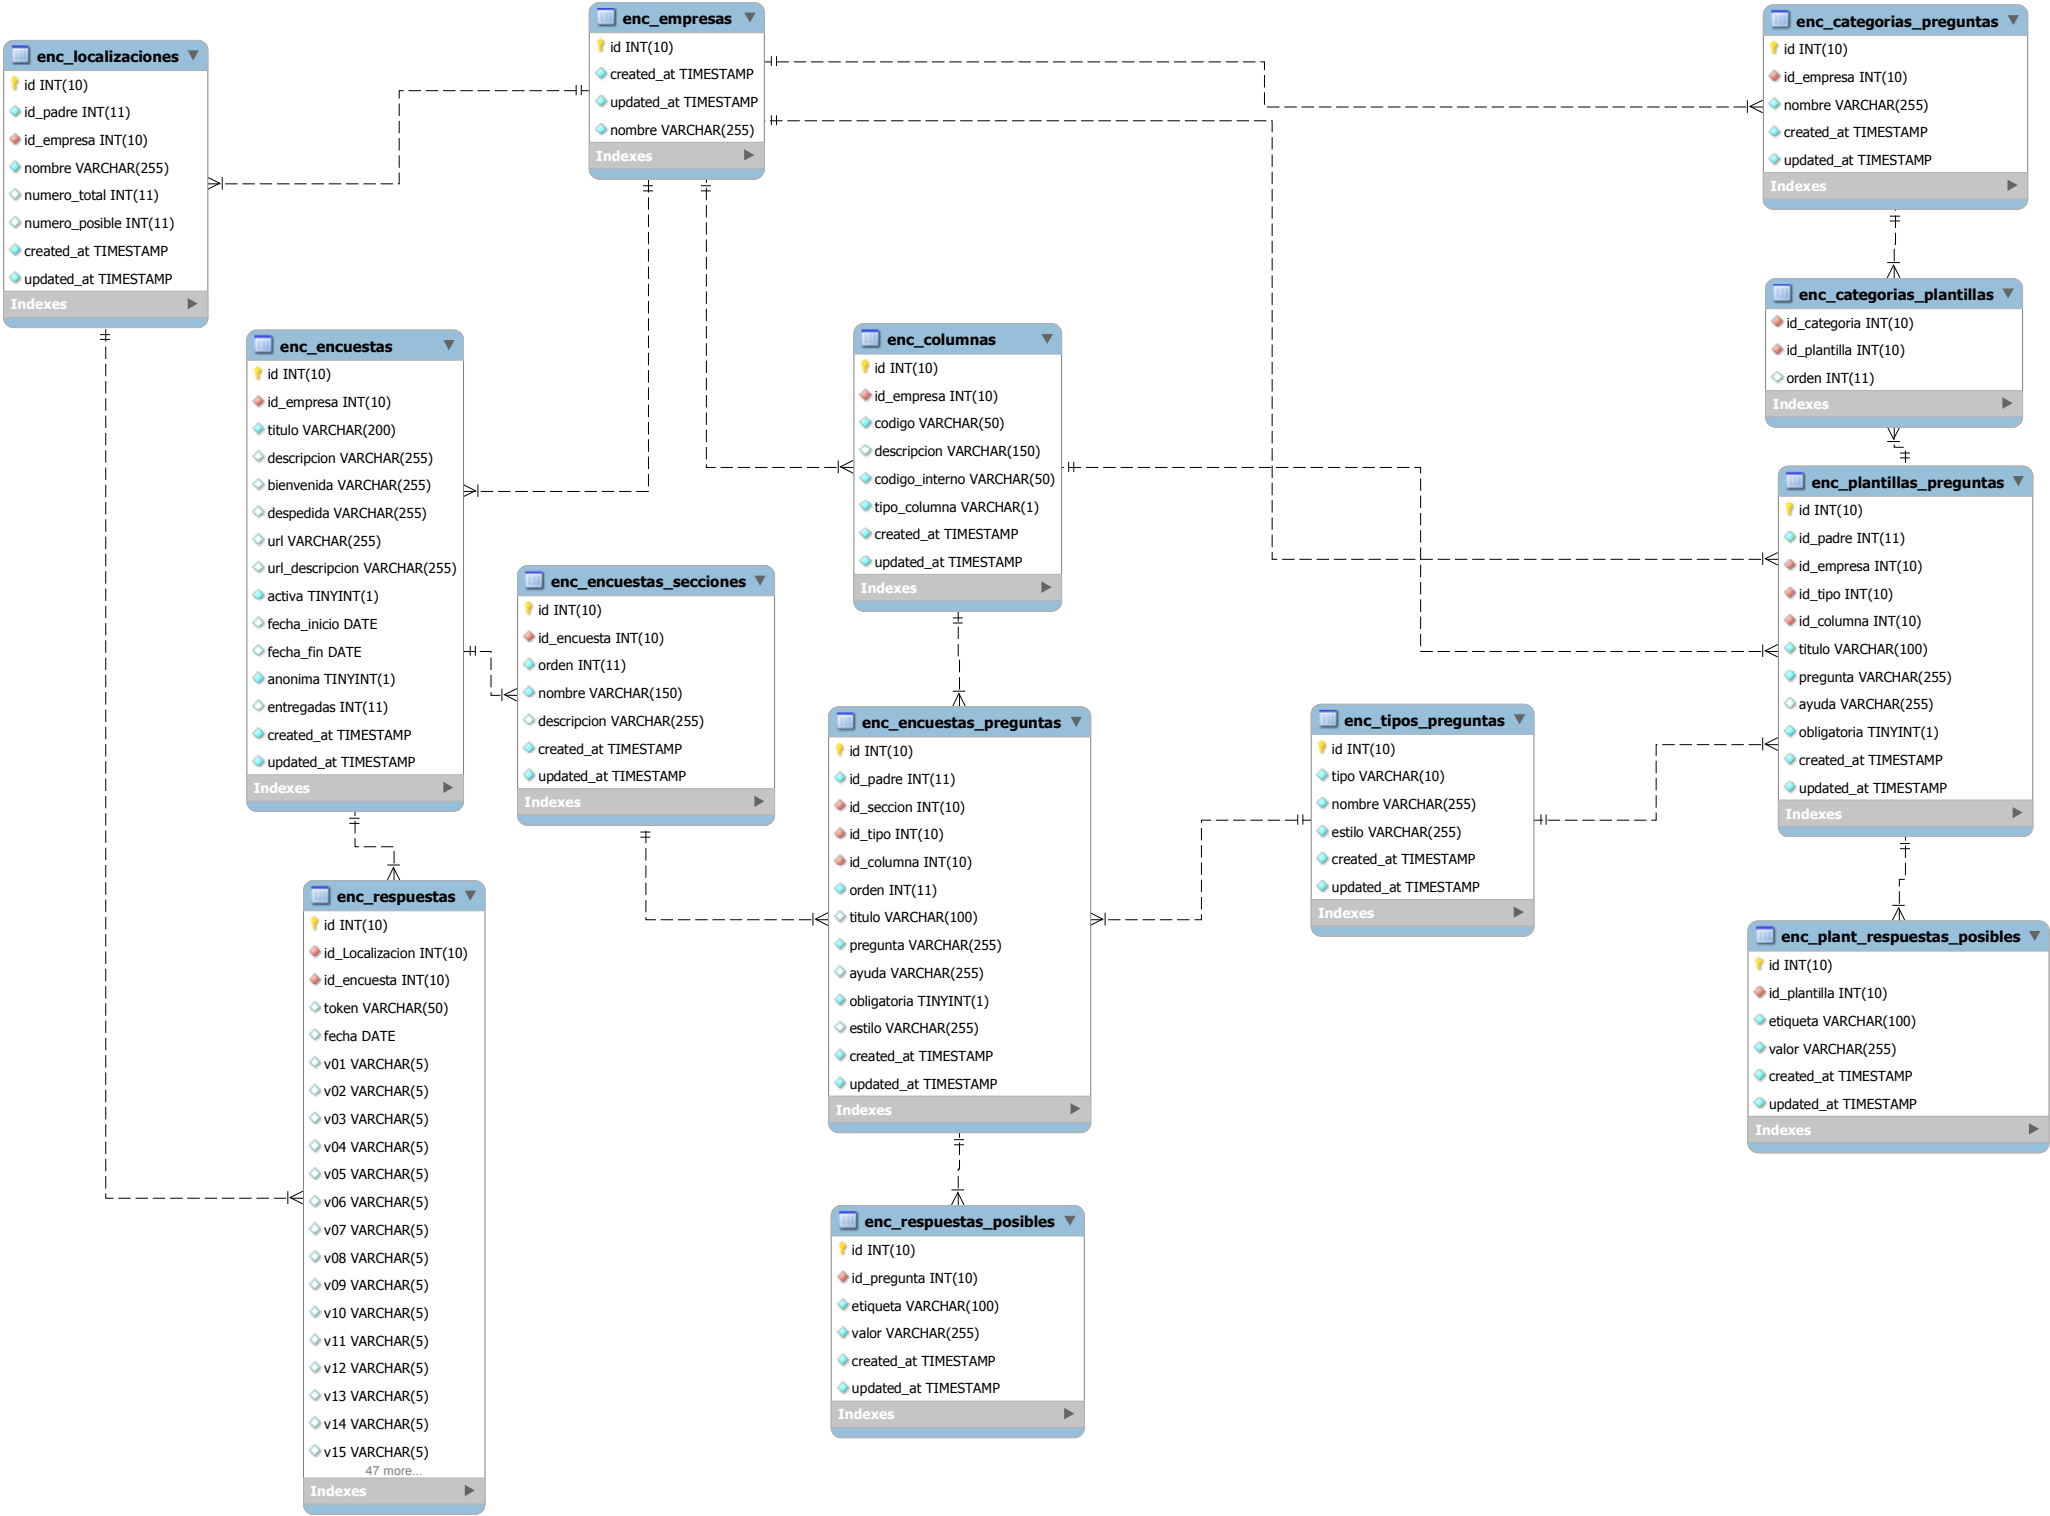 enc_localizaciones
id INT(10)
id_padre INT(11)
id_empresa INT(10)
nombre VARCHAR(255)
numero_total INT(11)
numero_posible INT(11)
created_at TIMESTAMP
updated_at TIMESTAMP
Indexes
enc_empresas
id INT(10)
created_at TIMESTAMP
updated_at TIMESTAMP
nombre VARCHAR(255)
Indexes
enc_categorias_preguntas
id INT(10)
id_empresa INT(10)
nombre VARCHAR(255)
created_at TIMESTAMP
updated_at TIMESTAMP
Indexes
enc_categorias_plantillas
id_categoria INT(10)
id_plantilla INT(10)
orden INT(11)
Indexes
enc_encuestas
id INT(10)
id_empresa INT(10)
titulo VARCHAR(200)
descripcion VARCHAR(255)
bienvenida VARCHAR(255)
despedida VARCHAR(255)
url VARCHAR(255)
url_descripcion VARCHAR(255)
activa TINYINT(1)
fecha_inicio DATE
fecha_fin DATE
anonima TINYINT(1)
entregadas INT(11)
created_at TIMESTAMP
updated_at TIMESTAMP
Indexes
enc_columnas
id INT(10)
id_empresa INT(10)
codigo VARCHAR(50)
descripcion VARCHAR(150)
codigo_interno VARCHAR(50)
tipo_columna VARCHAR(1)
created_at TIMESTAMP
updated_at TIMESTAMP
Indexes
enc_plantillas_preguntas
id INT(10)
id_padre INT(11)
id_empresa INT(10)
id_tipo INT(10)
id_columna INT(10)
titulo VARCHAR(100)
pregunta VARCHAR(255)
ayuda VARCHAR(255)
obligatoria TINYINT(1)
created_at TIMESTAMP
updated_at TIMESTAMP
Indexes
enc_encuestas_secciones
id INT(10)
id_encuesta INT(10)
orden INT(11)
nombre VARCHAR(150)
descripcion VARCHAR(255)
created_at TIMESTAMP
updated_at TIMESTAMP
Indexes
enc_encuestas_preguntas
id INT(10)
id_padre INT(11)
id_seccion INT(10)
id_tipo INT(10)
id_columna INT(10)
orden INT(11)
titulo VARCHAR(100)
pregunta VARCHAR(255)
ayuda VARCHAR(255)
obligatoria TINYINT(1)
estilo VARCHAR(255)
created_at TIMESTAMP
updated_at TIMESTAMP
Indexes
enc_tipos_preguntas
id INT(10)
tipo VARCHAR(10)
nombre VARCHAR(255)
estilo VARCHAR(255)
created_at TIMESTAMP
updated_at TIMESTAMP
Indexes
enc_respuestas
id INT(10)
id_Localizacion INT(10)
id_encuesta INT(10)
token VARCHAR(50)
fecha DATE
v01 VARCHAR(5)
v02 VARCHAR(5)
v03 VARCHAR(5)
v04 VARCHAR(5)
v05 VARCHAR(5)
v06 VARCHAR(5)
v07 VARCHAR(5)
v08 VARCHAR(5)
v09 VARCHAR(5)
v10 VARCHAR(5)
v11 VARCHAR(5)
v12 VARCHAR(5)
v13 VARCHAR(5)
v14 VARCHAR(5)
v15 VARCHAR(5)
47 more...
Indexes
enc_plant_respuestas_posibles
id INT(10)
id_plantilla INT(10)
etiqueta VARCHAR(100)
valor VARCHAR(255)
created_at TIMESTAMP
updated_at TIMESTAMP
Indexes
enc_respuestas_posibles
id INT(10)
id_pregunta INT(10)
etiqueta VARCHAR(100)
valor VARCHAR(255)
created_at TIMESTAMP
updated_at TIMESTAMP
Indexes